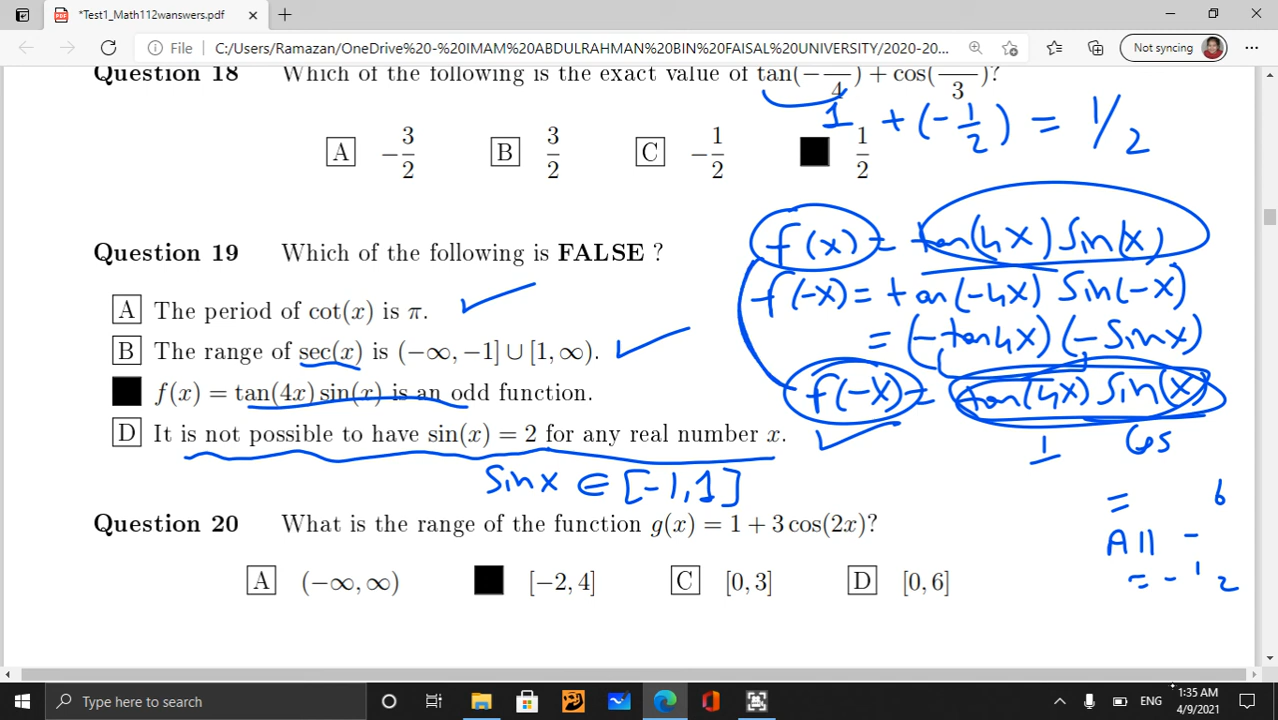 *Test1_Math112wanswers.pdf
File C:/Users/Ramazan/OneDrive%20-%20IMAM%20ABDULRAHMAN%20BIN%20FAISAL%20UNIVERSITY/2020-20... Not syncing
Question 18 Which of the following is the exact value of tan(− /4) + cos( /3)?
1 + (-1/2) = 1/2
A −3/2 B 3/2 C −1/2 1/2
Question 19 Which of the following is FALSE ?
A The period of cot(x) is π.
B The range of sec(x) is (−∞, −1] ∪ [1, ∞).
f(x) = tan(4x) sin(x) is an odd function.
D It is not possible to have sin(x) = 2 for any real number x.
f(x) = tan(4x) Sin(x)
f(-x) = tan(-4x) Sin(-x)
= (-tan4x)(-Sinx)
f(-x) = tan(4x) Sin(x)
1 Cos
Sinx ∈ [-1,1]
= 6
All -
= - 1 2
Question 20 What is the range of the function g(x) = 1 + 3 cos(2x)?
A (−∞, ∞) [−2, 4] C [0, 3] D [0, 6]
Type here to search
ENG 1:35 AM
4/9/2021